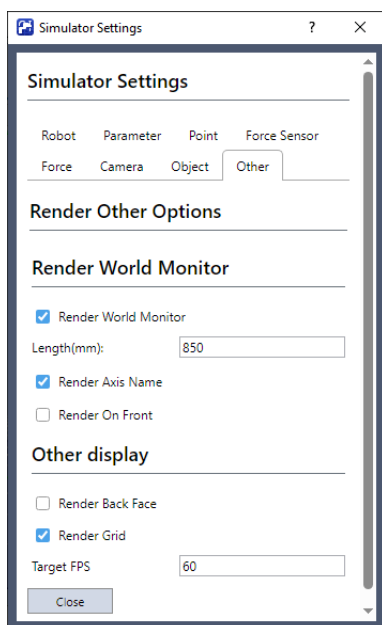 Simulator Settings
Simulator Settings
Robot Parameter Point Force Sensor
Force Camera Object Other
Render Other Options
Render World Monitor
Render World Monitor
Length(mm): 850
Render Axis Name
Render On Front
Other display
Render Back Face
Render Grid
Target FPS 60
Close